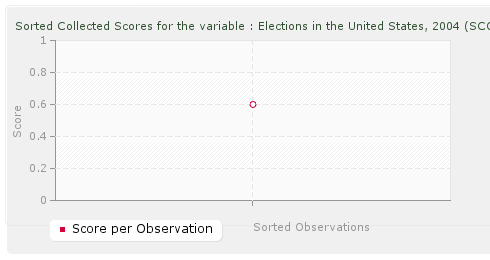 Sorted Collected Scores for the variable : Elections in the United States, 2004 (SCO
1
0.8
0.6
0.4
0.2
0
Score
Sorted Observations
Score per Observation